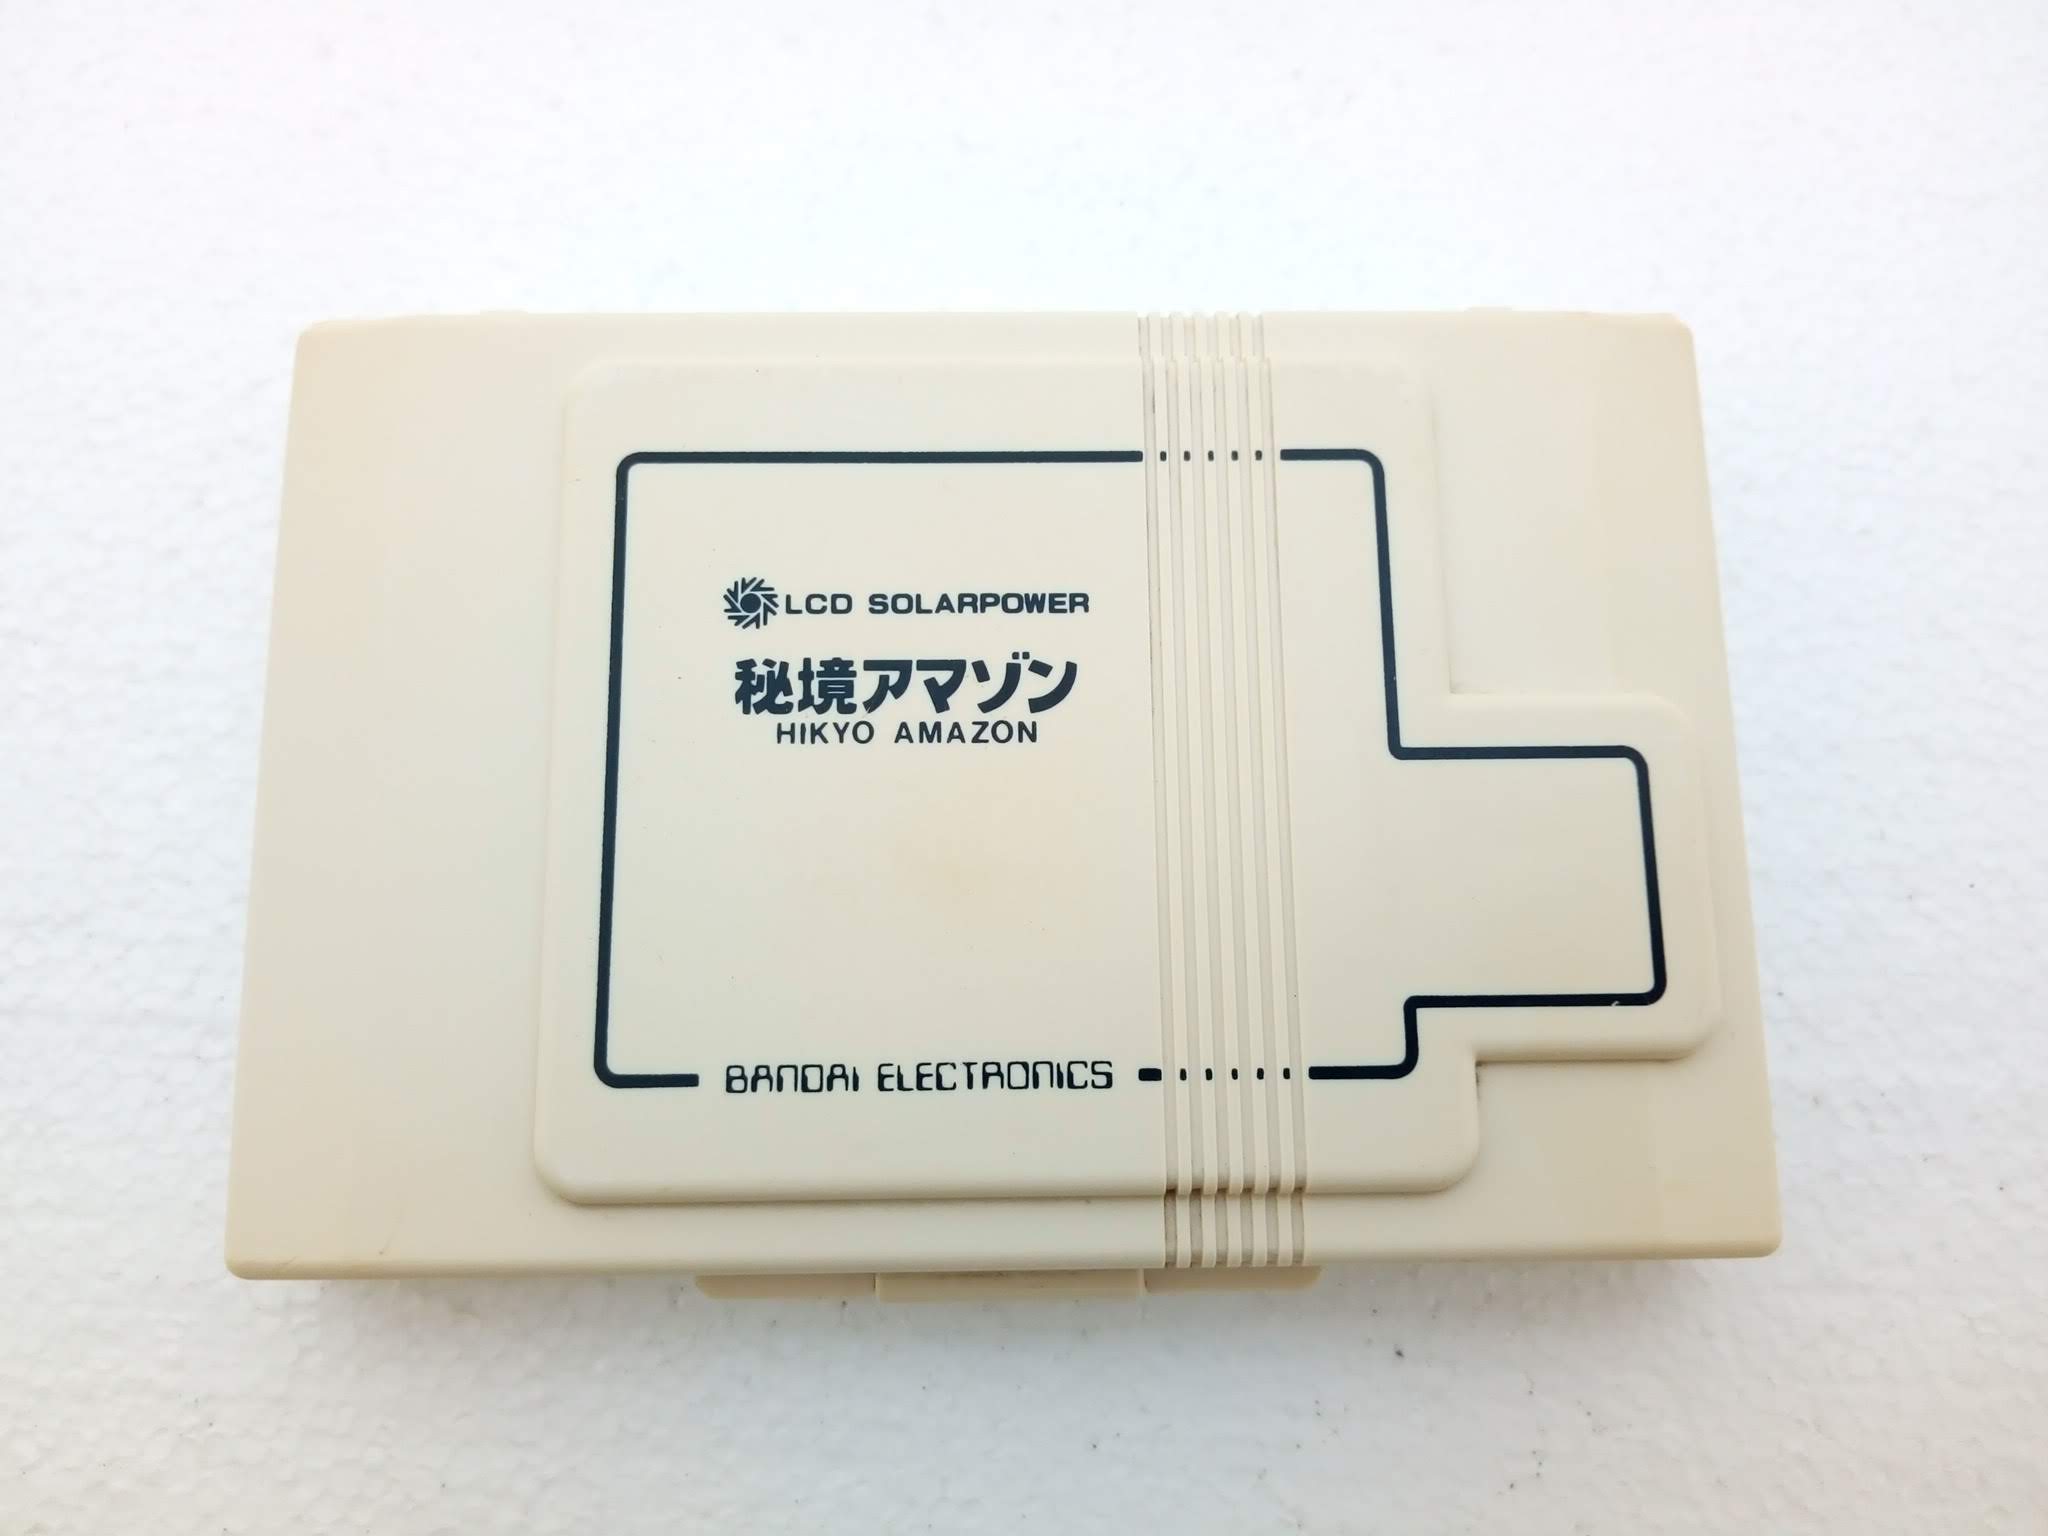 LCD SOLARPOWER
秘境アマゾン
HIKYO AMAZON
BANDAI ELECTRONICS